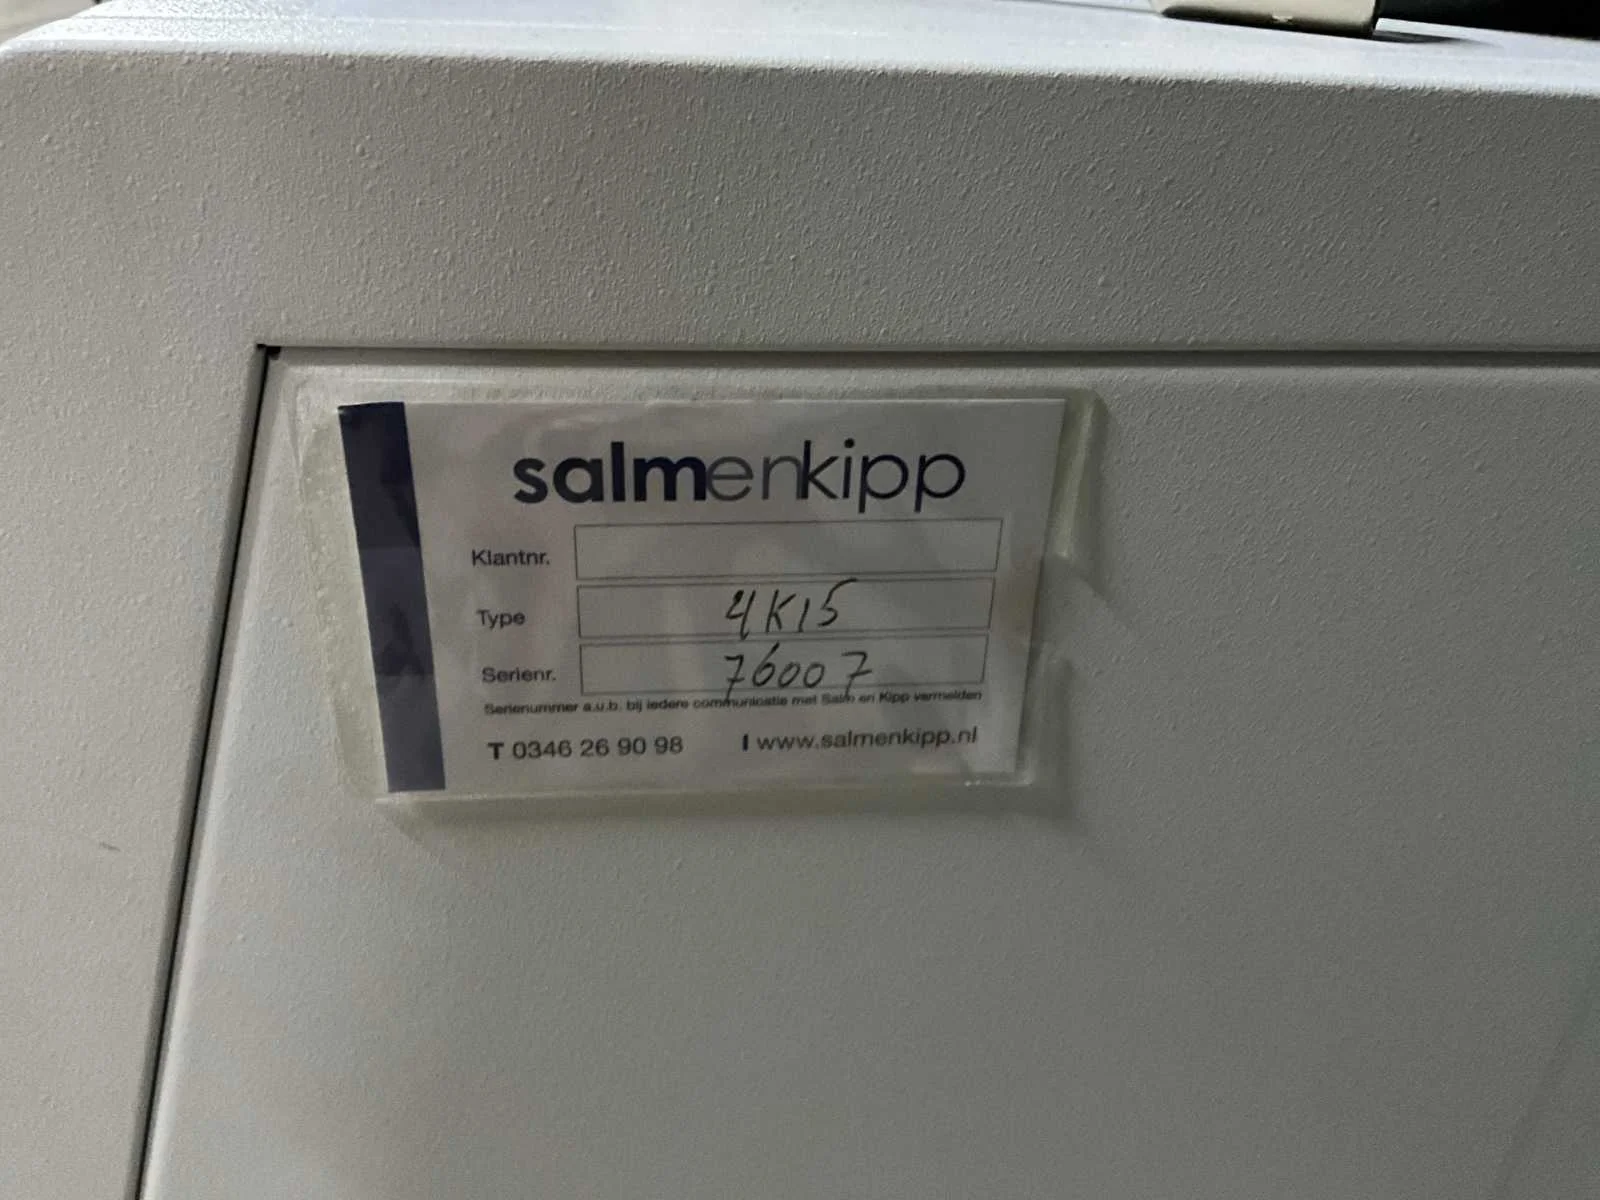 salmenkipp
Klantnr.
Type 4K15
Serienr. 76007
Serienummer a.u.b. bij iedere communicatie met Salm en Kipp vermelden
T 0346 26 90 98 I www.salmenkipp.nl